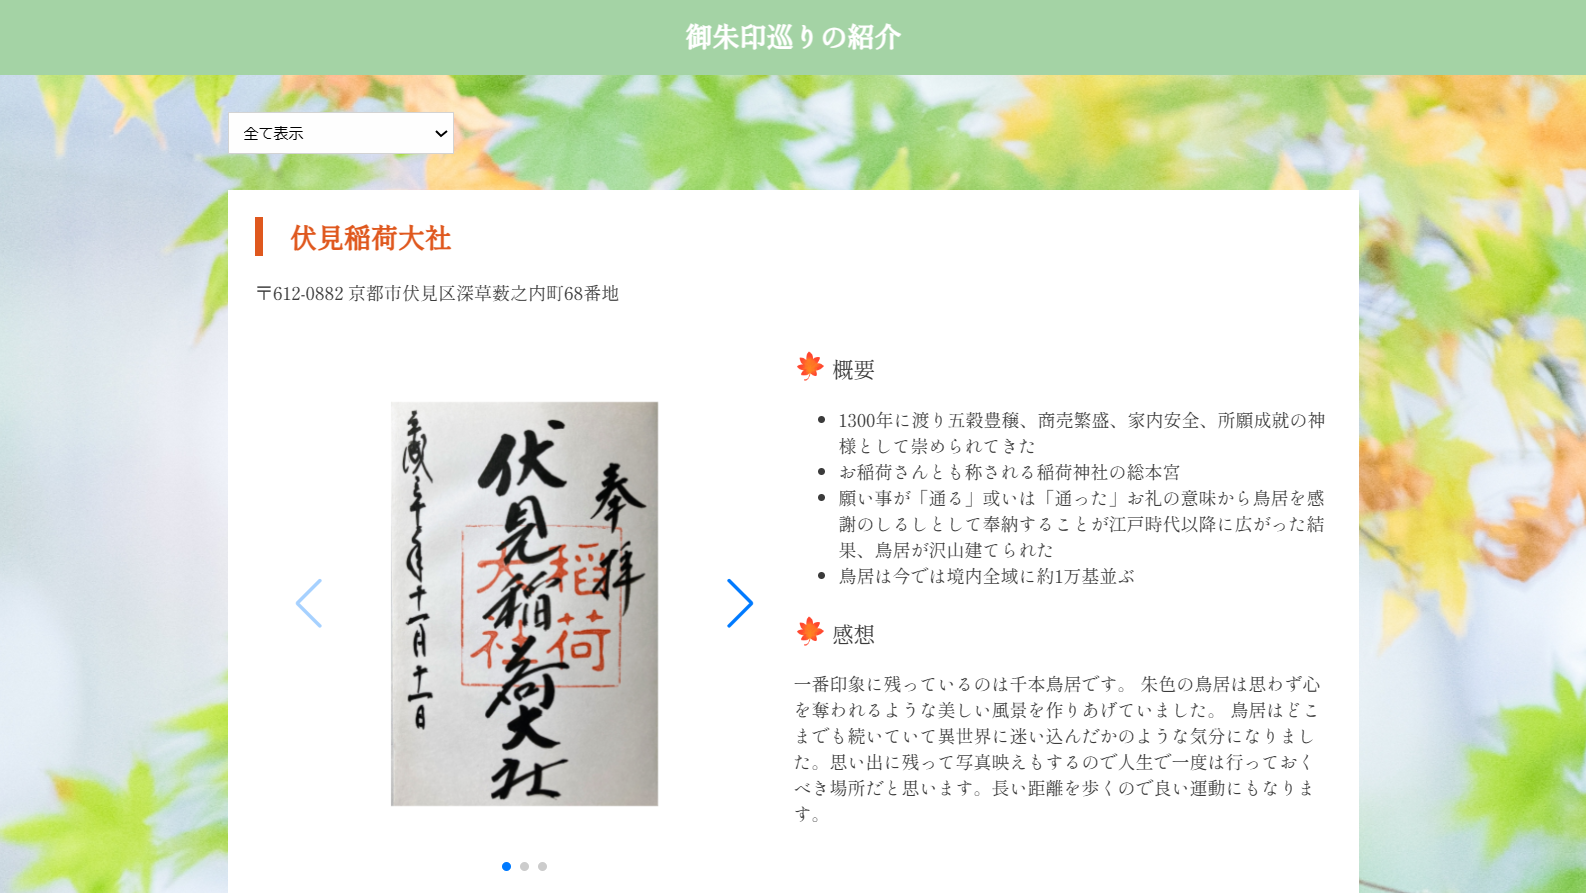 御朱印巡りの紹介
全て表示
伏見稲荷大社
〒612-0882 京都市伏見区深草薮之内町68番地
奉拝
伏見稲荷大社
稲荷
大社
十一月十一日
概要
1300年に渡り五穀豊穣、商売繁盛、家内安全、所願成就の神
様として崇められてきた
お稲荷さんとも称される稲荷神社の総本宮
願い事が「通る」或いは「通った」お礼の意味から鳥居を感
謝のしるしとして奉納することが江戸時代以降に広がった結
果、鳥居が沢山建てられた
鳥居は今では境内全域に約1万基並ぶ
感想
一番印象に残っているのは千本鳥居です。 朱色の鳥居は思わず心
を奪われるような美しい風景を作りあげていました。 鳥居はどこ
までも続いていて異世界に迷い込んだかのような気分になりまし
た。思い出に残って写真映えもするので人生で一度は行っておく
べき場所だと思います。長い距離を歩くので良い運動にもなりま
す。